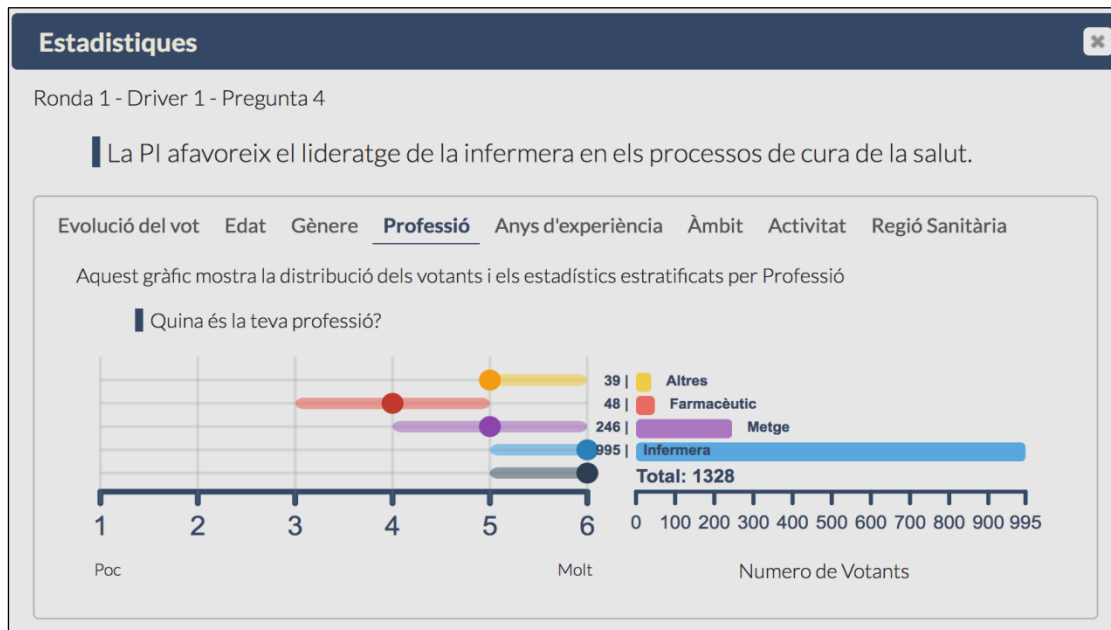 Estadistiques
Ronda 1 - Driver 1 - Pregunta 4
La PI afavoreix el lideratge de la infermera en els processos de cura de la salut.
Evolució del vot Edat Gènere Professió Anys d'experiència Àmbit Activitat Regió Sanitària
Aquest gràfic mostra la distribució dels votants i els estadístics estratificats per Professió
Quina és la teva professió?
39 | Altres
48 | Farmacèutic
246 | Metge
995 | Infermera
Total: 1328
1 2 3 4 5 6 0 100 200 300 400 500 600 700 800 900 995
Poc Molt Numero de Votants